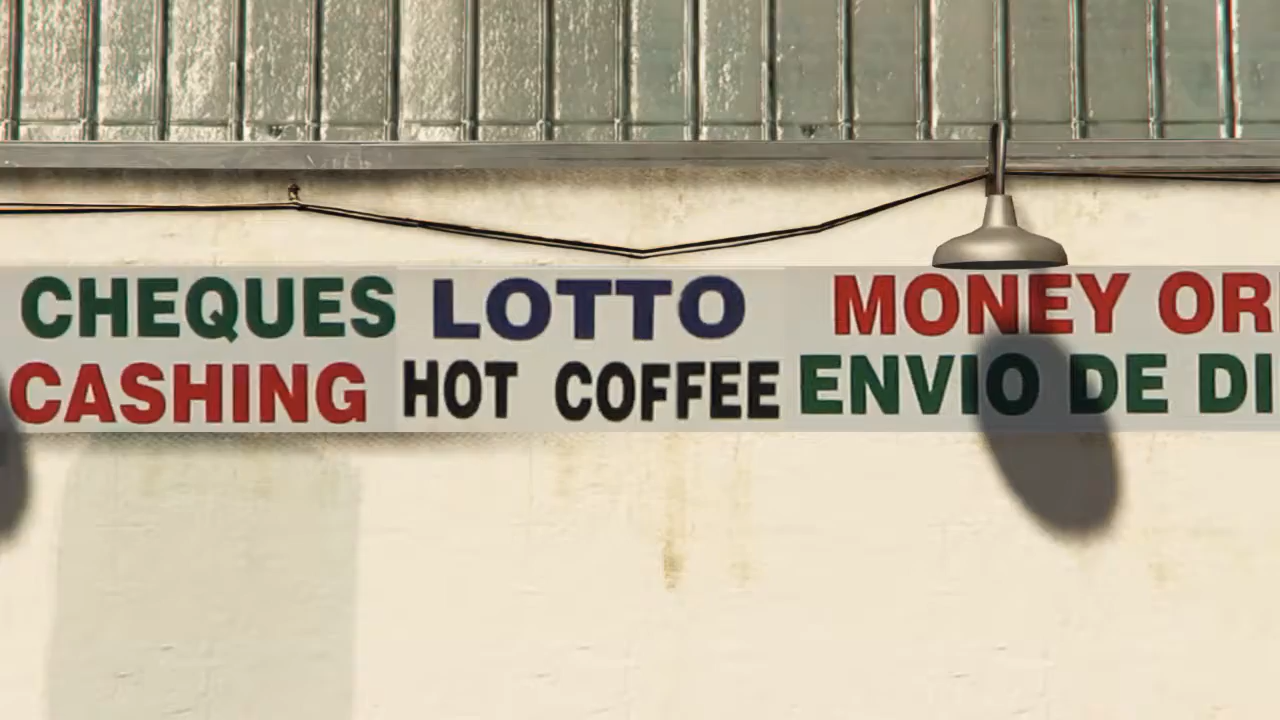 CHEQUES
CASHING
LOTTO
HOT COFFEE
MONEY OR
ENVIO DE DI